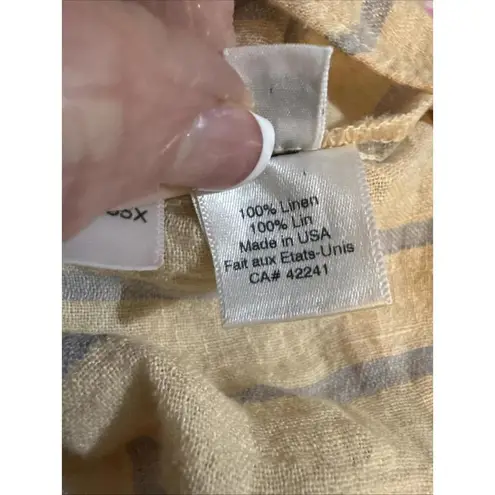 100% Linen
100% Lin
Made in USA
Fait aux Etats-Unis
CA# 42241